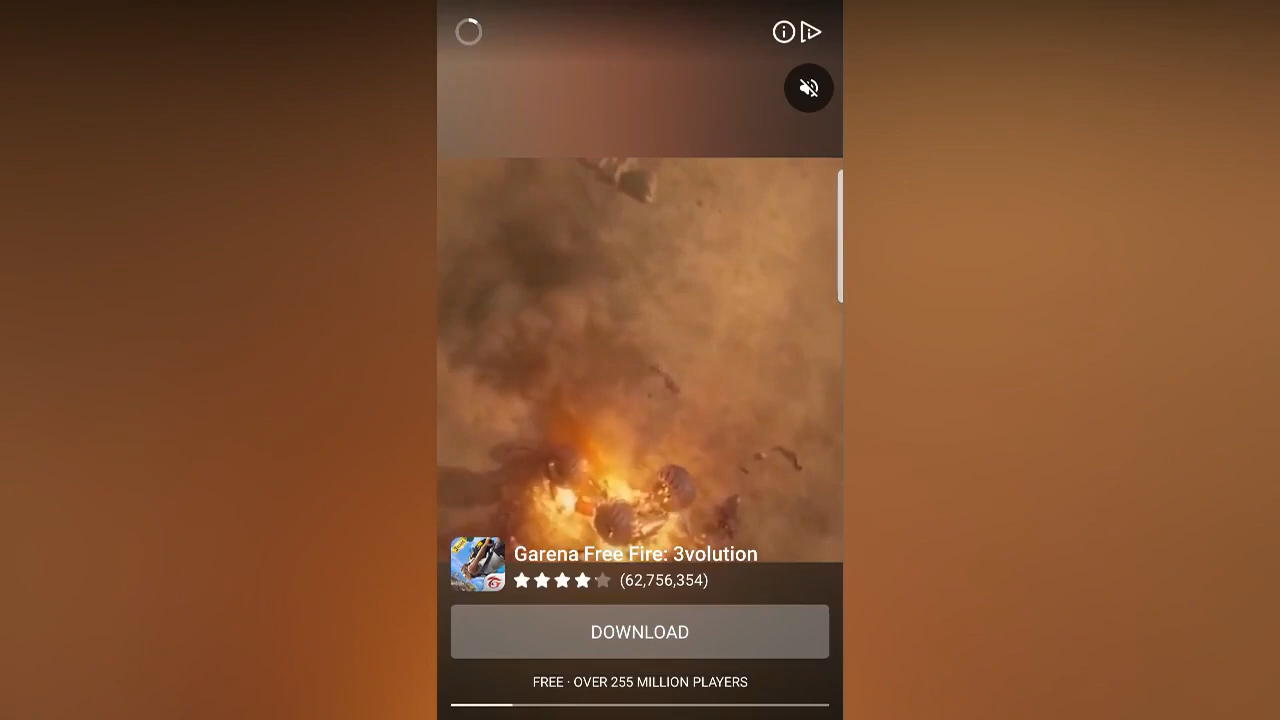 Garena Free Fire: 3volution
(62,756,354)
DOWNLOAD
FREE · OVER 255 MILLION PLAYERS